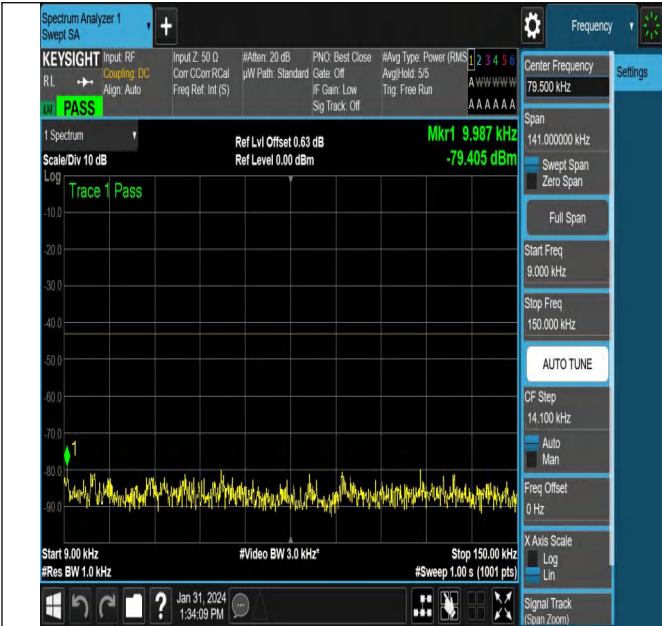 Spectrum Analyzer 1
Swept SA
+
Frequency
KEYSIGHT
RL
PASS
Input: RF
Coupling: DC
Align: Auto
Input Z: 50 Ω
Corr CCorr RCal
Freq Ref: Int (S)
#Atten: 20 dB
µW Path: Standard
PNO: Best Close
Gate: Off
IF Gain: Low
Sig Track: Off
#Avg Type: Power (RMS
Avg|Hold: 5/5
Trig: Free Run
1 2 3 4 5 6
A W W W W W
A A A A A A
1 Spectrum
Scale/Div 10 dB
Ref Lvl Offset 0.63 dB
Ref Level 0.00 dBm
Mkr1 9.987 kHz
-79.405 dBm
Log
Trace 1 Pass
-10.0
-20.0
-30.0
-40.0
-50.0
-60.0
-70.0
-80.0
-90.0
1
Start 9.00 kHz
#Res BW 1.0 kHz
#Video BW 3.0 kHz*
Stop 150.00 kHz
#Sweep 1.00 s (1001 pts)
?
Jan 31, 2024
1:34:09 PM
Center Frequency
79.500 kHz
Settings
Span
141.000000 kHz
Swept Span
Zero Span
Full Span
Start Freq
9.000 kHz
Stop Freq
150.000 kHz
AUTO TUNE
CF Step
14.100 kHz
Auto
Man
Freq Offset
0 Hz
X Axis Scale
Log
Lin
Signal Track
(Span Zoom)